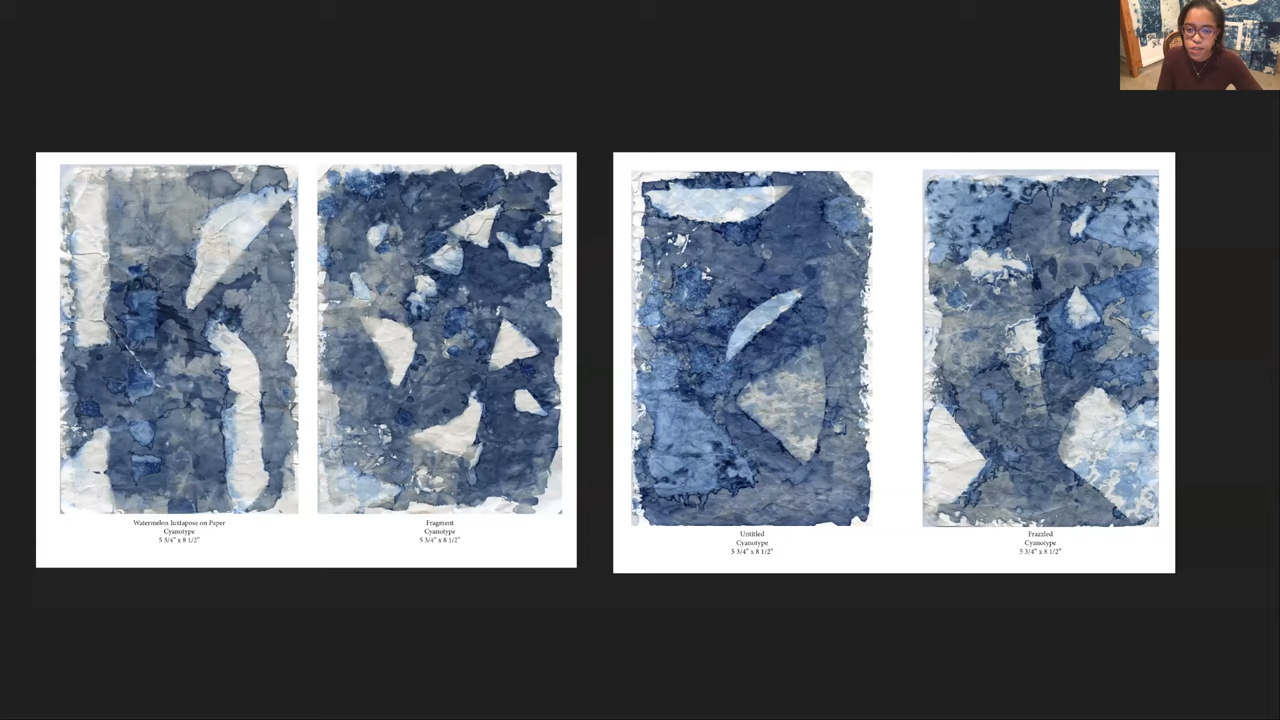 Watermelon Juxtapose on Paper
Cyanotype
5 3/4" x 8 1/2"
Fragment
Cyanotype
5 3/4" x 8 1/2"
Untitled
Cyanotype
5 3/4" x 8 1/2"
Frazzled
Cyanotype
5 3/4" x 8 1/2"